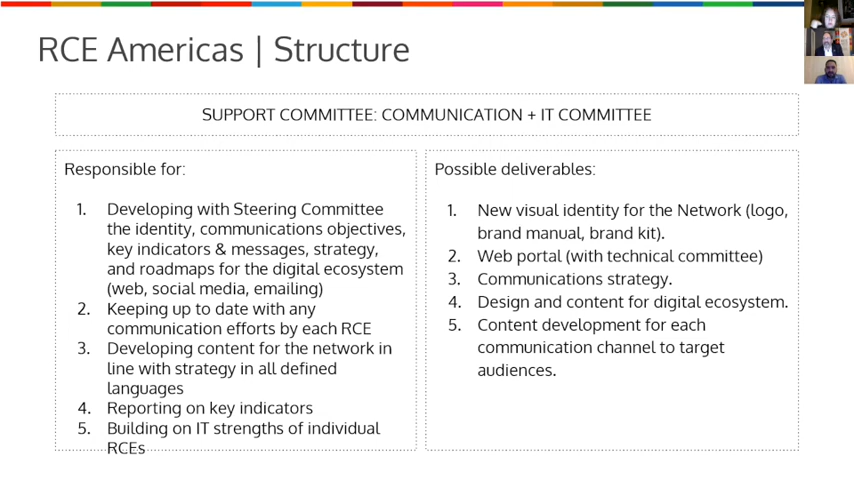 RCE Americas | Structure
SUPPORT COMMITTEE: COMMUNICATION + IT COMMITTEE
Responsible for:
1. Developing with Steering Committee
the identity, communications objectives,
key indicators & messages, strategy,
and roadmaps for the digital ecosystem
(web, social media, emailing)
2. Keeping up to date with any
communication efforts by each RCE
3. Developing content for the network in
line with strategy in all defined
languages
4. Reporting on key indicators
5. Building on IT strengths of individual
RCEs
Possible deliverables:
1. New visual identity for the Network (logo,
brand manual, brand kit).
2. Web portal (with technical committee)
3. Communications strategy.
4. Design and content for digital ecosystem.
5. Content development for each
communication channel to target
audiences.